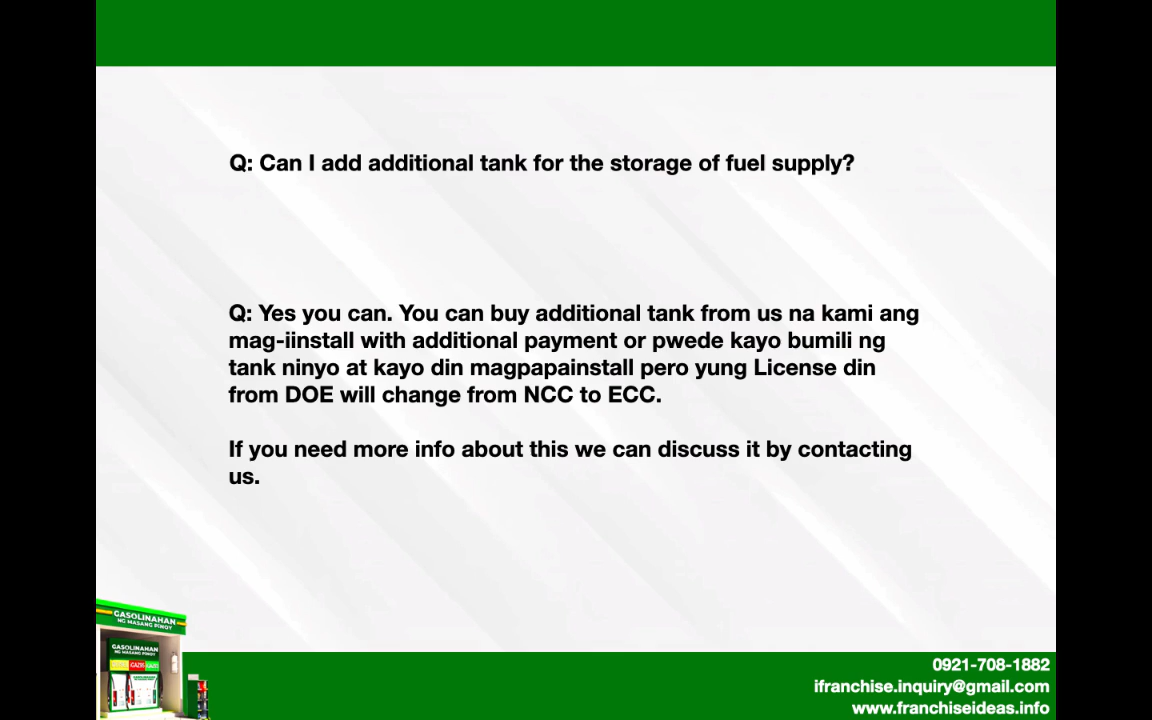 Q: Can I add additional tank for the storage of fuel supply?
Q: Yes you can. You can buy additional tank from us na kami ang
mag-iinstall with additional payment or pwede kayo bumili ng
tank ninyo at kayo din magpapainstall pero yung License din
from DOE will change from NCC to ECC.
If you need more info about this we can discuss it by contacting
us.
GASOLINAHAN
NG MASANG PINOY
GASOLINAHAN
NG MASANG PINOY
0921-708-1882
ifranchise.inquiry@gmail.com
www.franchiseideas.info